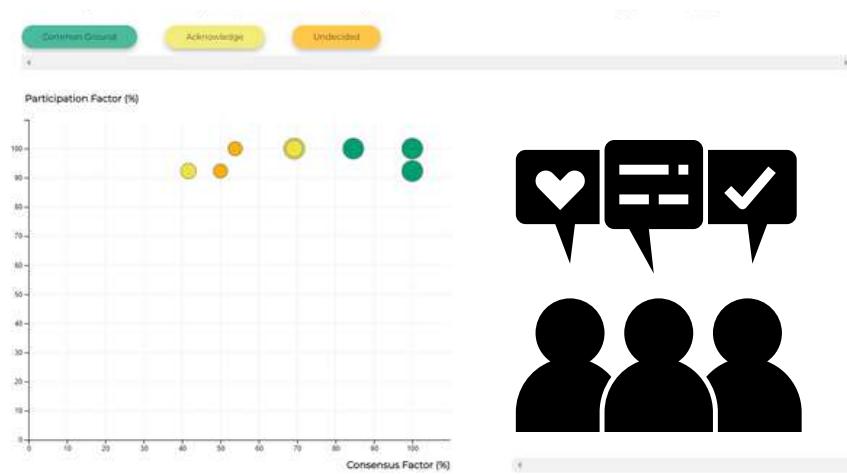 Common Ground
Acknowledge
Undecided
Participation Factor (%)
100
90
80
70
60
50
40
30
20
10
0
0 10 20 30 40 50 60 70 80 90 100
Consensus Factor (%)